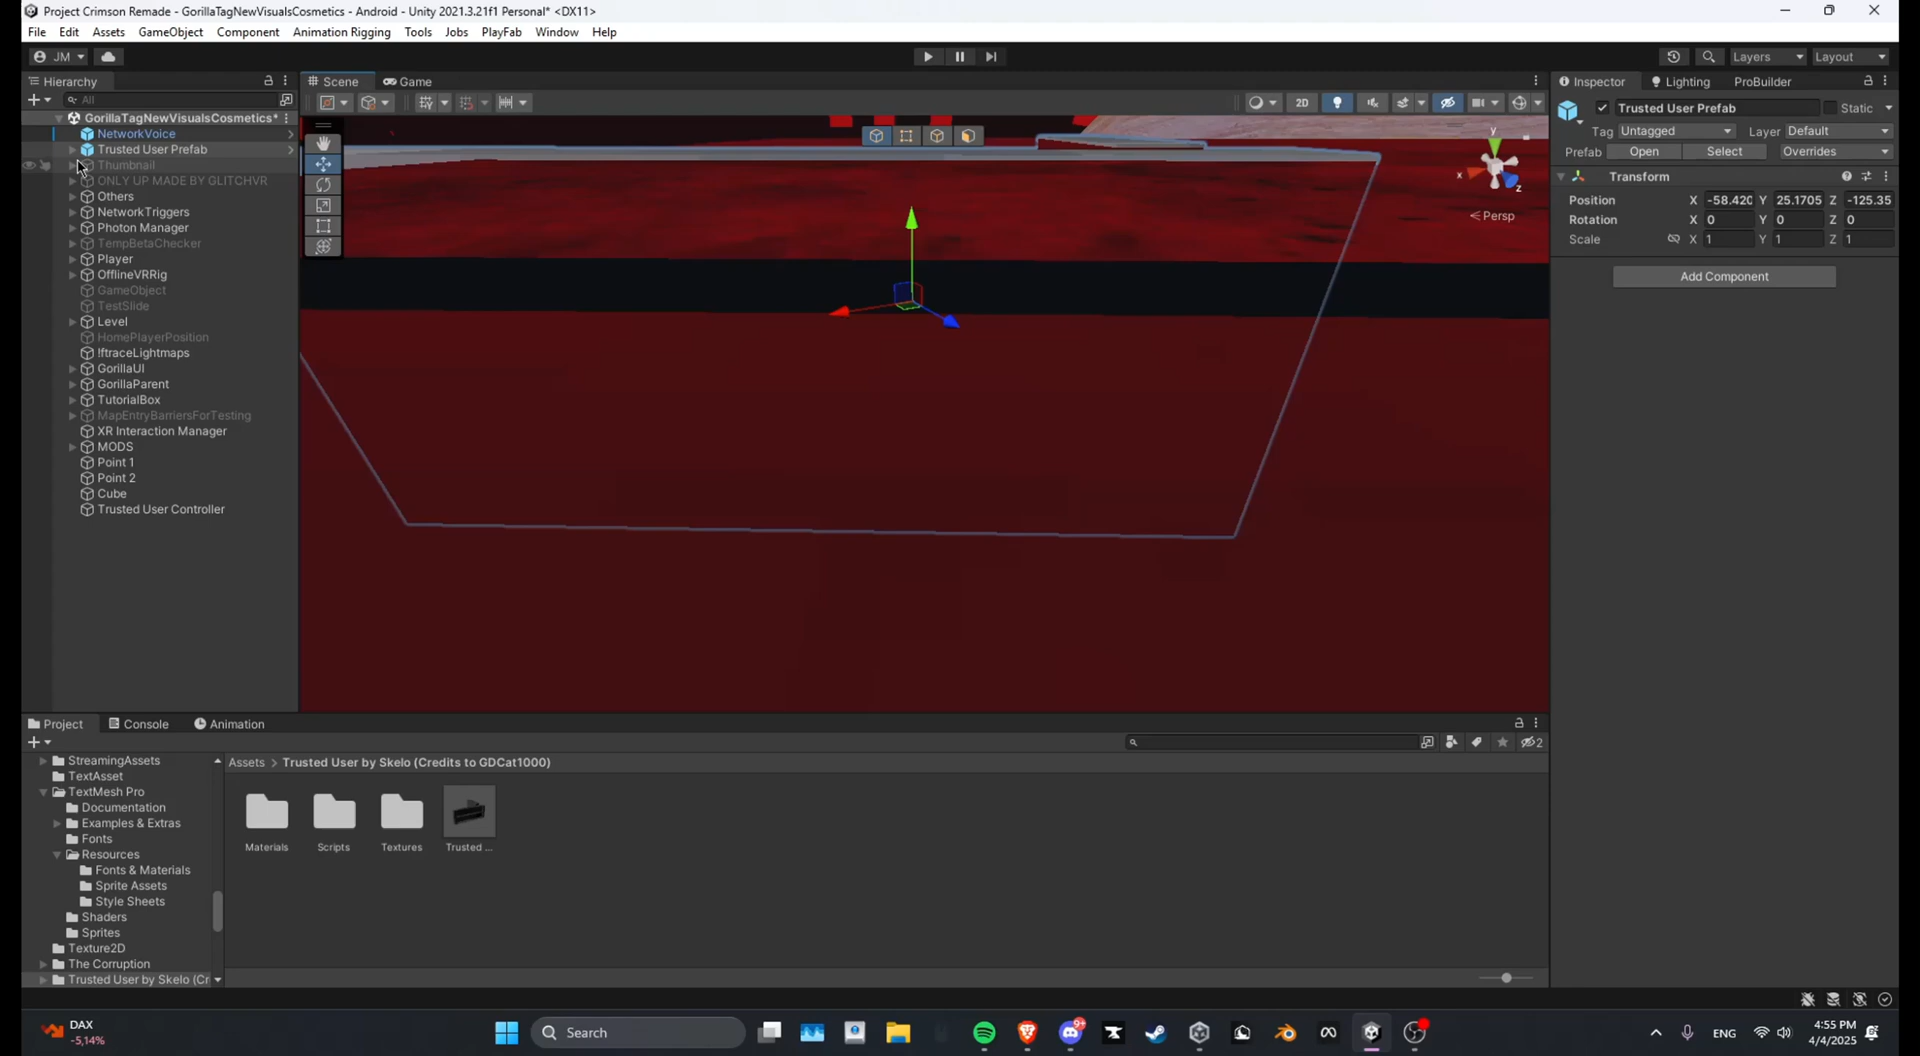 Project Crimson Remade - GorillaTagNewVisualsCosmetics - Android - Unity 2021.3.21f1 Personal* <DX11>
File Edit Assets GameObject Component Animation Rigging Tools Jobs PlayFab Window Help
JM Layers Layout
Hierarchy Scene Game Inspector Lighting ProBuilder
All 2D Trusted User Prefab Static
GorillaTagNewVisualsCosmetics*
NetworkVoice Tag Untagged Layer Default
Trusted User Prefab Prefab Open Select Overrides
Thumbnail
ONLY UP MADE BY GLITCHVR Transform
Others Position X -58.420 Y 25.1705 Z -125.35
NetworkTriggers Rotation X 0 Y 0 Z 0
Photon Manager
TempBetaChecker Scale X 1 Y 1 Z 1
y x z Persp
Player
OfflineVRRig Add Component
GameObject
TestSlide
Level
HomePlayerPosition
!ftraceLightmaps
GorillaUI
GorillaParent
TutorialBox
MapEntryBarriersForTesting
XR Interaction Manager
MODS
Point 1
Point 2
Cube
Trusted User Controller
Project Console Animation
2
StreamingAssets Assets > Trusted User by Skelo (Credits to GDCat1000)
TextAsset
TextMesh Pro
Documentation
Examples & Extras
Fonts
Resources Materials Scripts Textures Trusted ...
Fonts & Materials
Sprite Assets
Style Sheets
Shaders
Sprites
Texture2D
The Corruption
Trusted User by Skelo (Cr
DAX
-5,14%
Search
9+
ENG
4:55 PM
4/4/2025